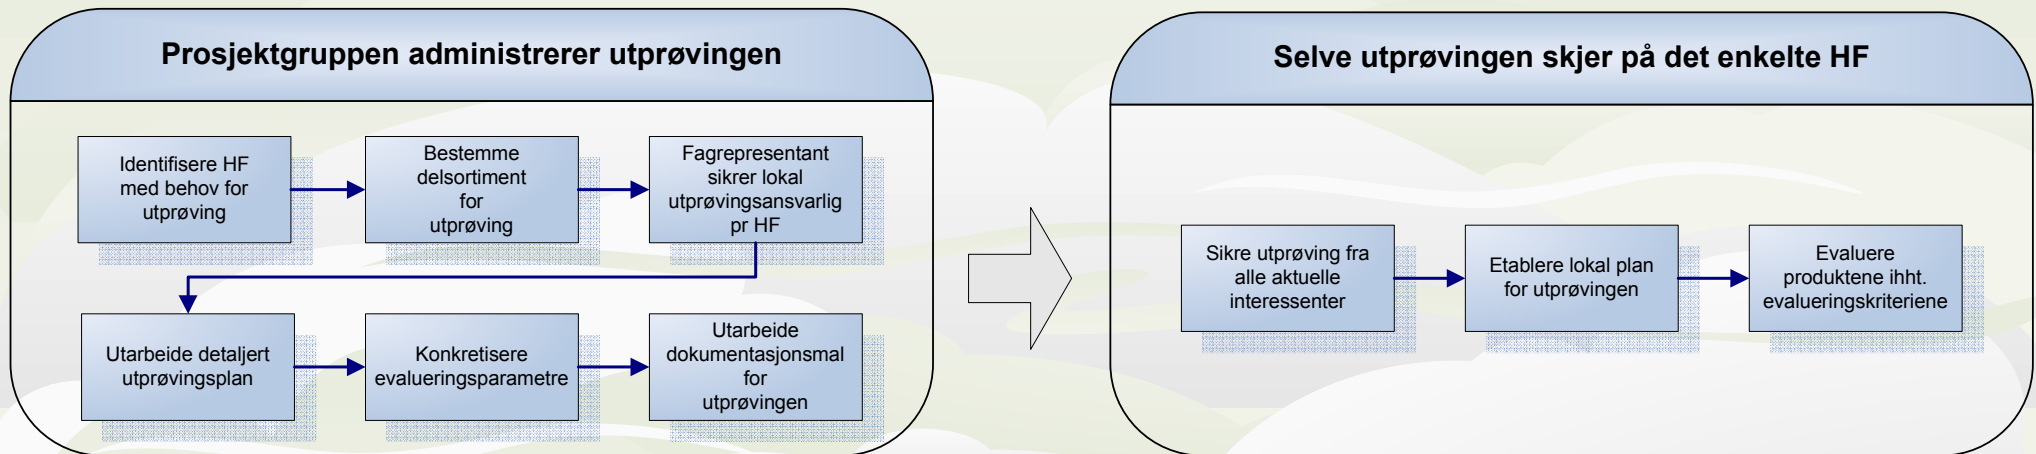 Prosjektgruppen administrerer utprøvingen
Identifisere HF
med behov for
utprøving
Bestemme
delsortiment
for
utprøving
Fagrepresentant
sikrer lokal
utprøvingsansvarlig
pr HF
Utarbeide detaljert
utprøvingsplan
Konkretisere
evalueringsparametre
Utarbeide
dokumentasjonsmal
for
utprøvingen
Selve utprøvingen skjer på det enkelte HF
Sikre utprøving fra
alle aktuelle
interessenter
Etablere lokal plan
for utprøvingen
Evaluere
produktene ihht.
evalueringskriteriene